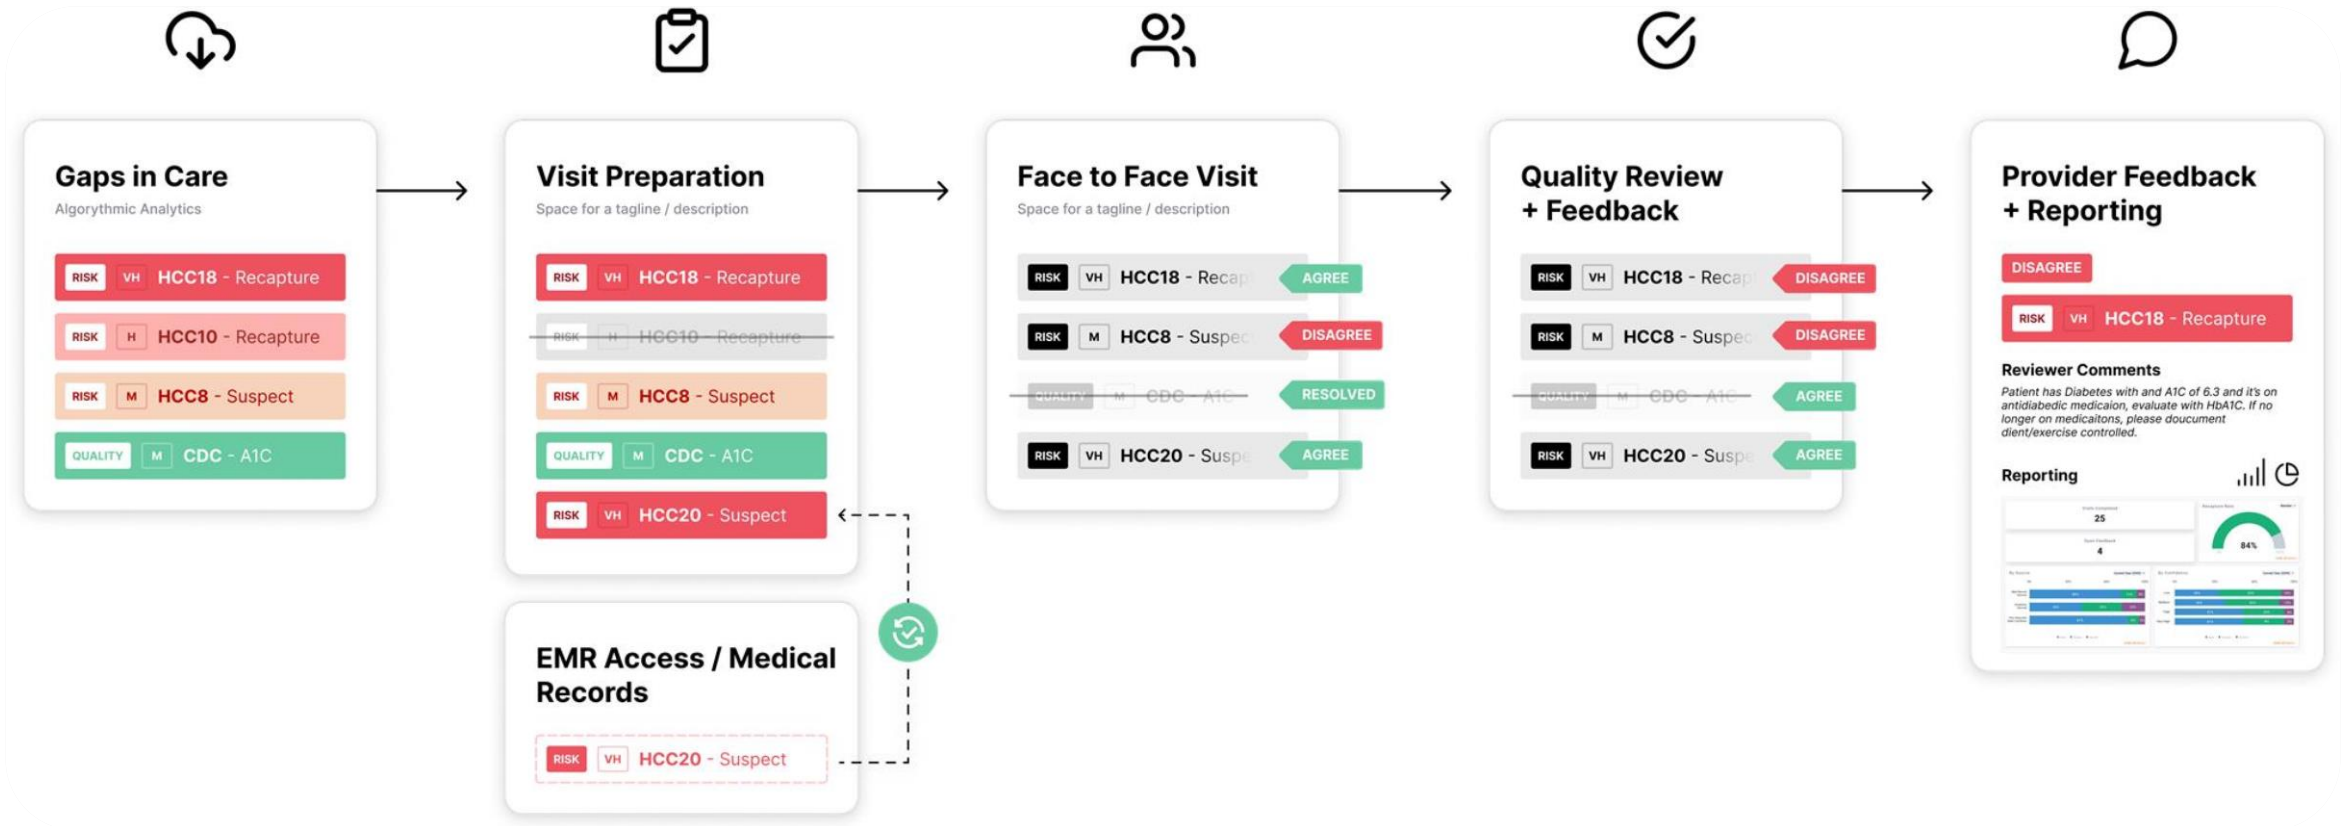 Gaps in Care
Algorythmic Analytics
RISK VH HCC18 - Recapture
RISK H HCC10 - Recapture
RISK M HCC8 - Suspect
QUALITY M CDC - A1C
Visit Preparation
Space for a tagline / description
RISK VH HCC18 - Recapture
RISK H HCC10 - Recapture
RISK M HCC8 - Suspect
QUALITY M CDC - A1C
RISK VH HCC20 - Suspect
EMR Access / Medical
Records
RISK VH HCC20 - Suspect
Face to Face Visit
Space for a tagline / description
RISK VH HCC18 - Recap AGREE
RISK M HCC8 - Suspec DISAGREE
QUALITY M CDC - A1C RESOLVED
RISK VH HCC20 - Suspe AGREE
Quality Review
+ Feedback
RISK VH HCC18 - Recap DISAGREE
RISK M HCC8 - Suspec DISAGREE
QUALITY M CDC - A1C AGREE
RISK VH HCC20 - Suspe AGREE
Provider Feedback
+ Reporting
DISAGREE
RISK VH HCC18 - Recapture
Reviewer Comments
Patient has Diabetes with and A1C of 6.3 and it's on
antidiabedic medicaion, evaluate with HbA1C. If no
longer on medicaitons, please doucument
dient/exercise controlled.
Reporting
25
4
84%